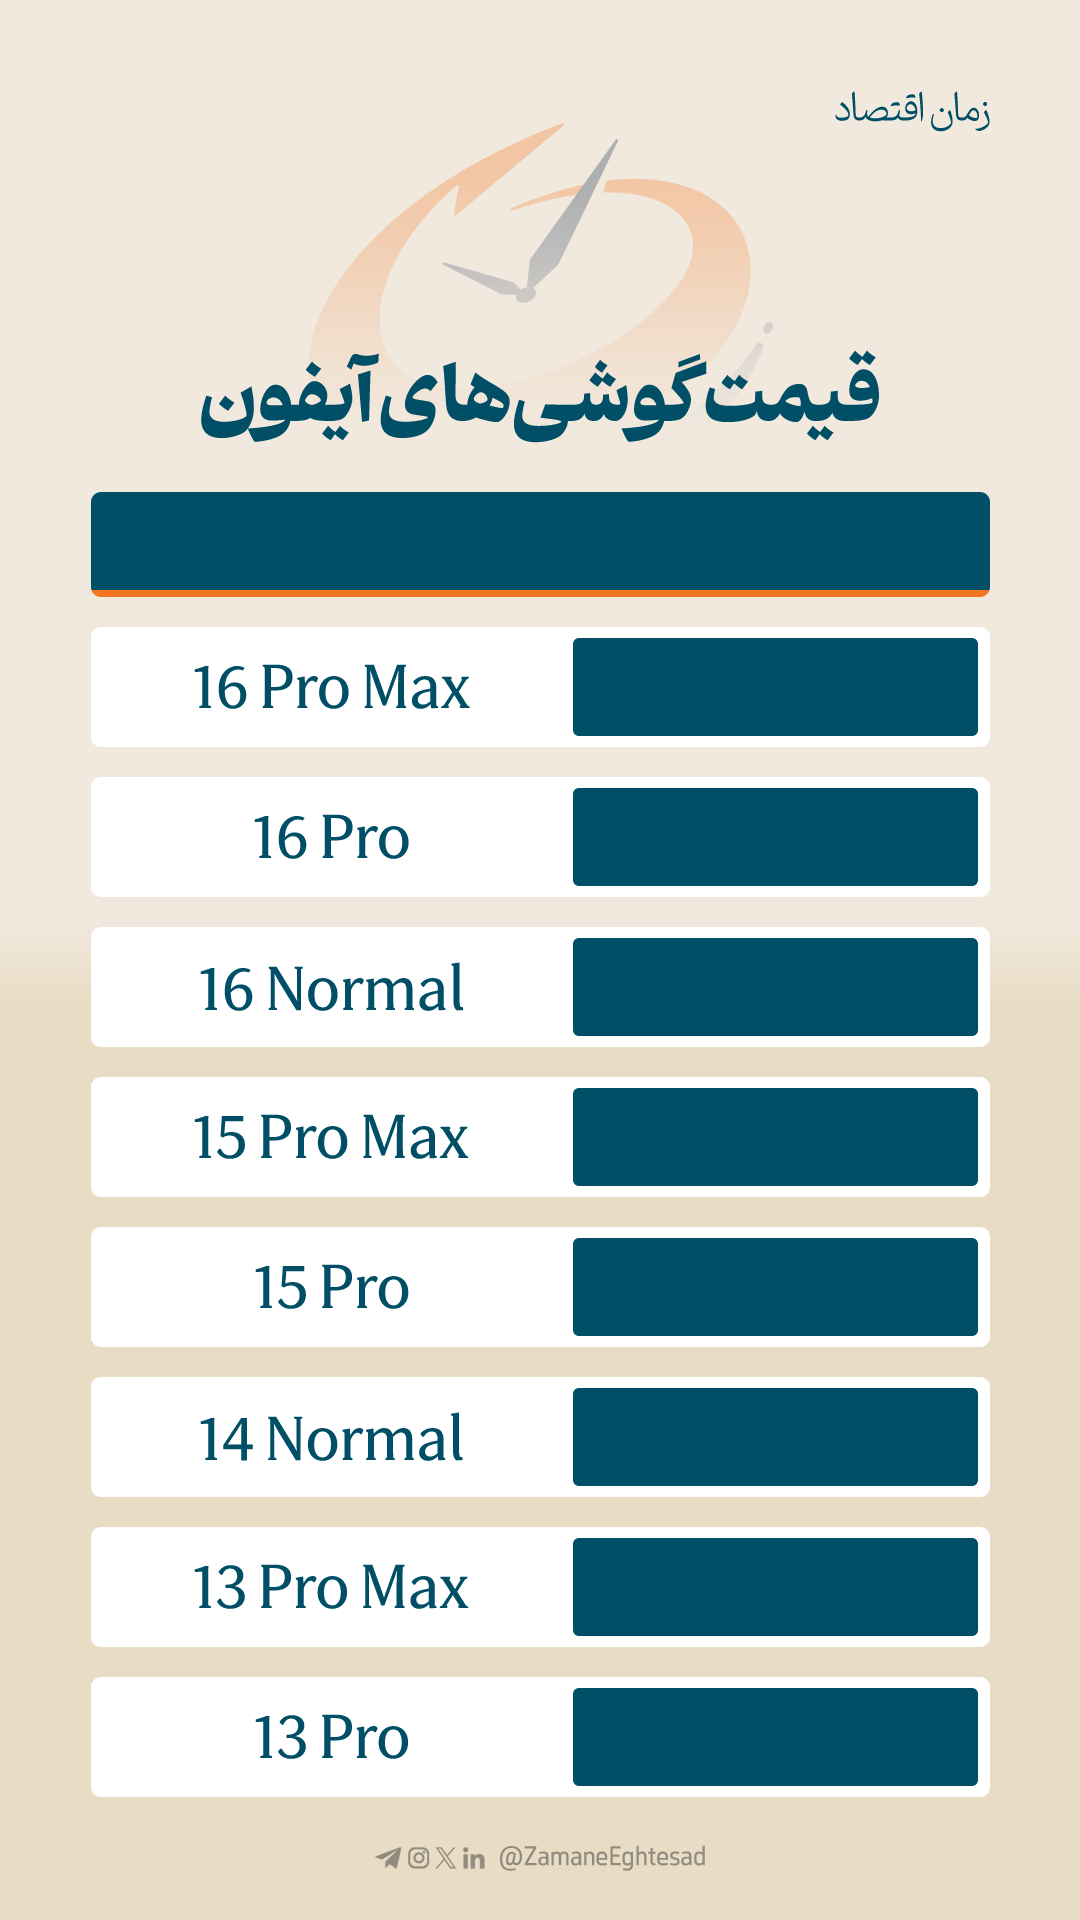 زمان اقتصاد
قیمت گوشی‌های آیفون
16 Pro Max
16 Pro
16 Normal
15 Pro Max
15 Pro
14 Normal
13 Pro Max
13 Pro
@ZamaneEghtesad